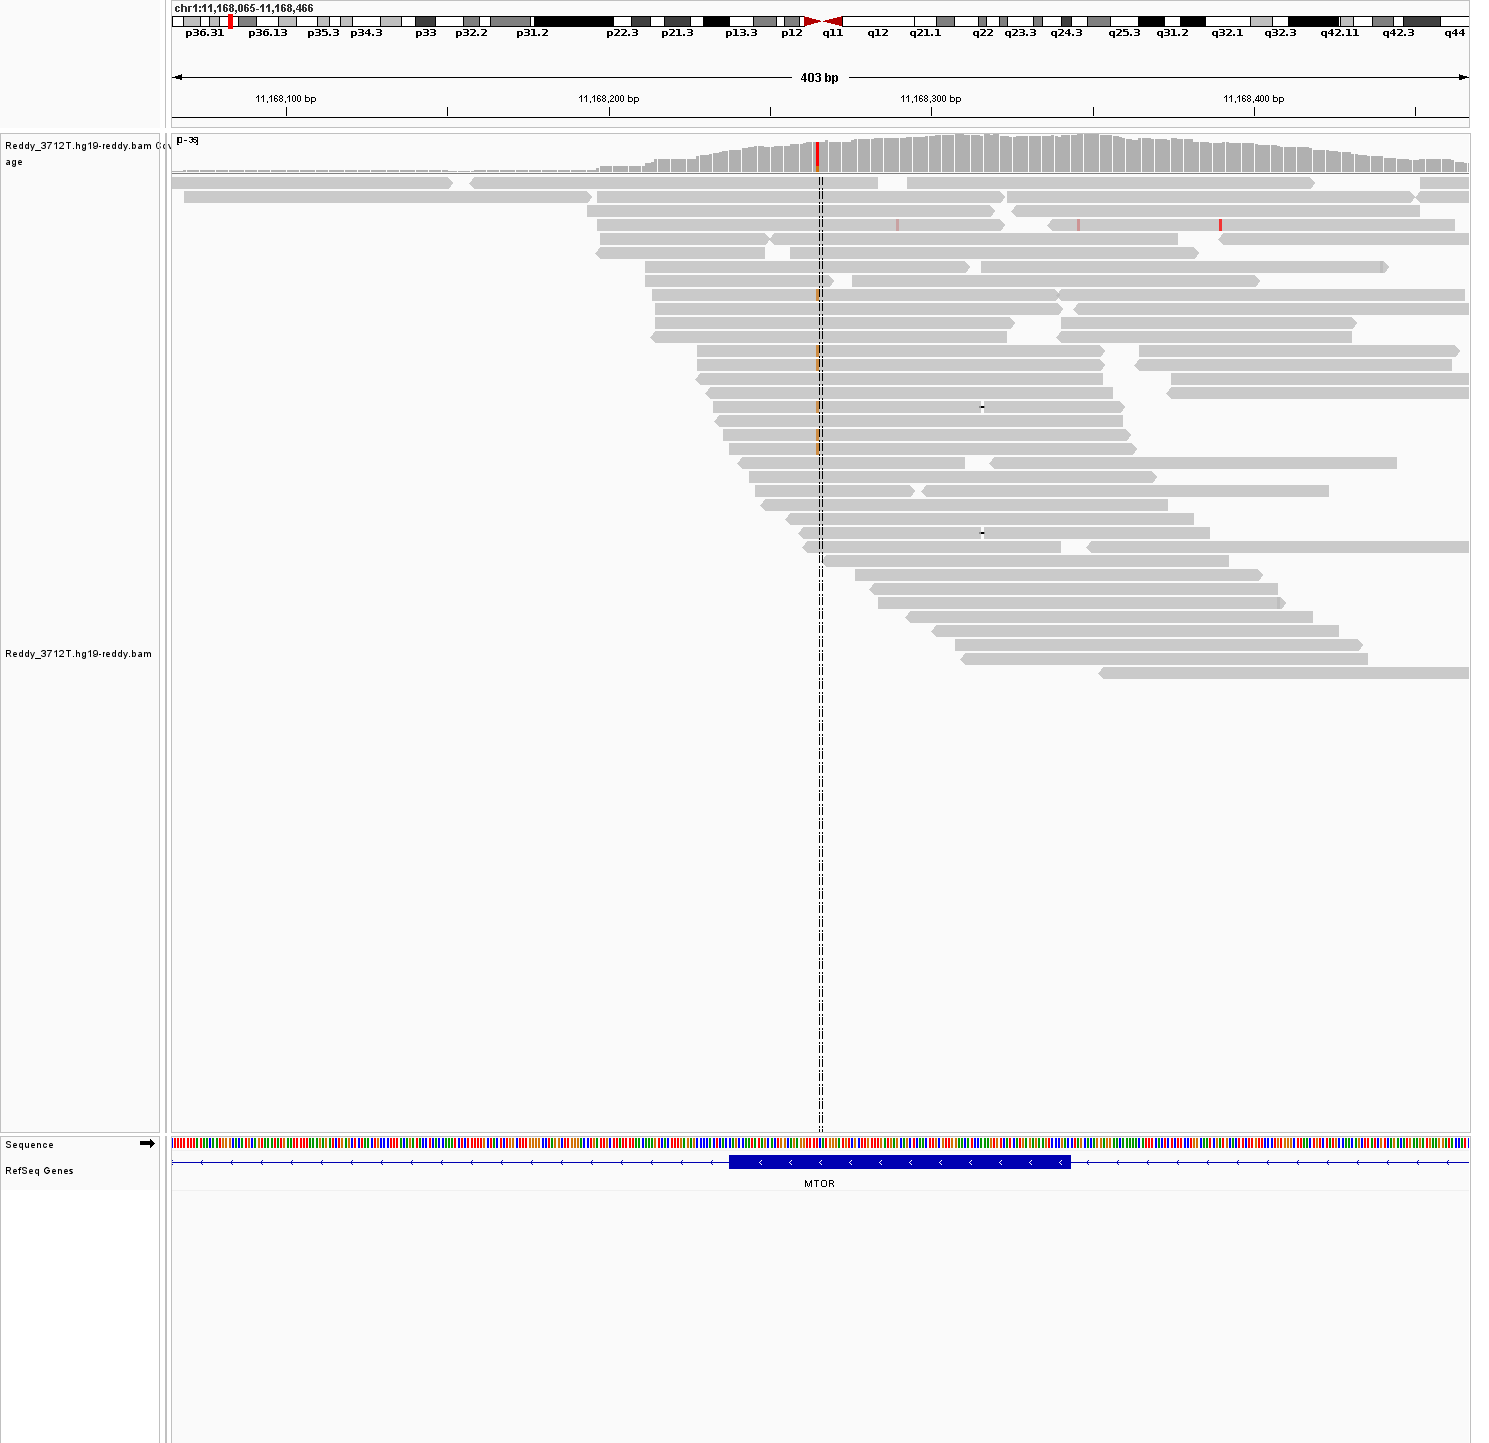 chr1:11,168,065-11,168,466
p36.31 p36.13 p35.3 p34.3 p33 p32.2 p31.2 p22.3 p21.3 p13.3 p12 q11 q12 q21.1 q22 q23.3 q24.3 q25.3 q31.2 q32.1 q32.3 q42.11 q42.3 q44
403 bp
11,168,100 bp 11,168,200 bp 11,168,300 bp 11,168,400 bp
Reddy_3712T.hg19-reddy.bam Cov
age
[0-39]
Reddy_3712T.hg19-reddy.bam
Sequence
RefSeq Genes
MTOR